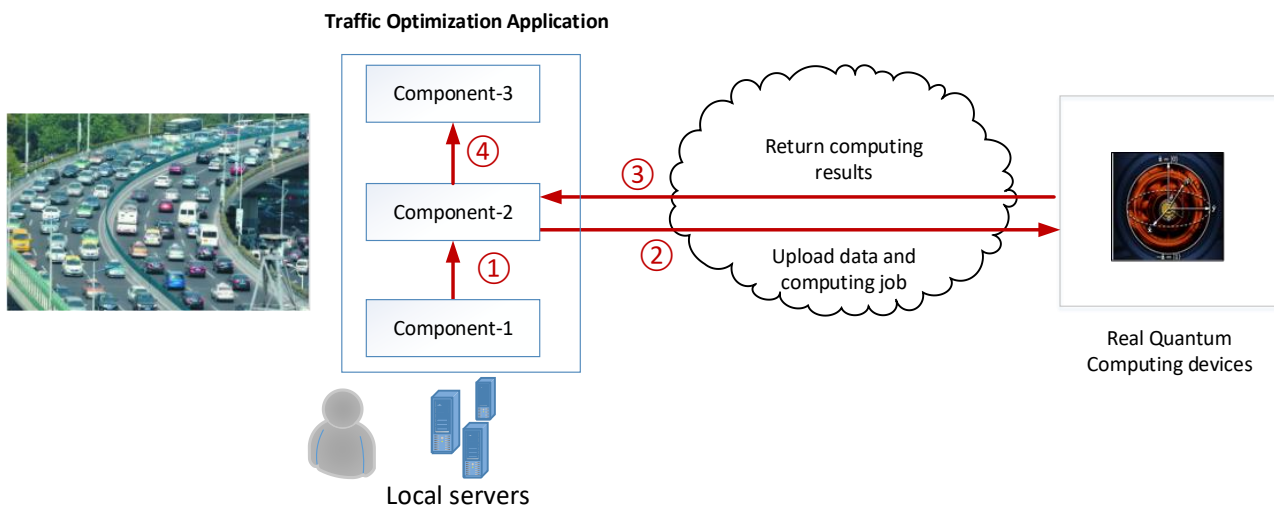 Traffic Optimization Application
Component-3
④
Return computing
results
③
Component-2
②
Upload data and
computing job
①
Component-1
Real Quantum
Computing devices
Local servers